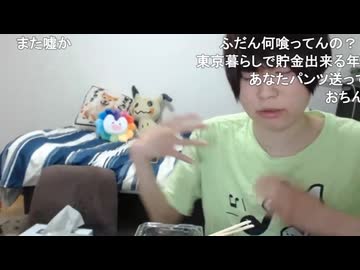 また嘘か
ふだん何喰ってんの？
東京暮らしで貯金出来る年
あなたパンツ送って
おちん